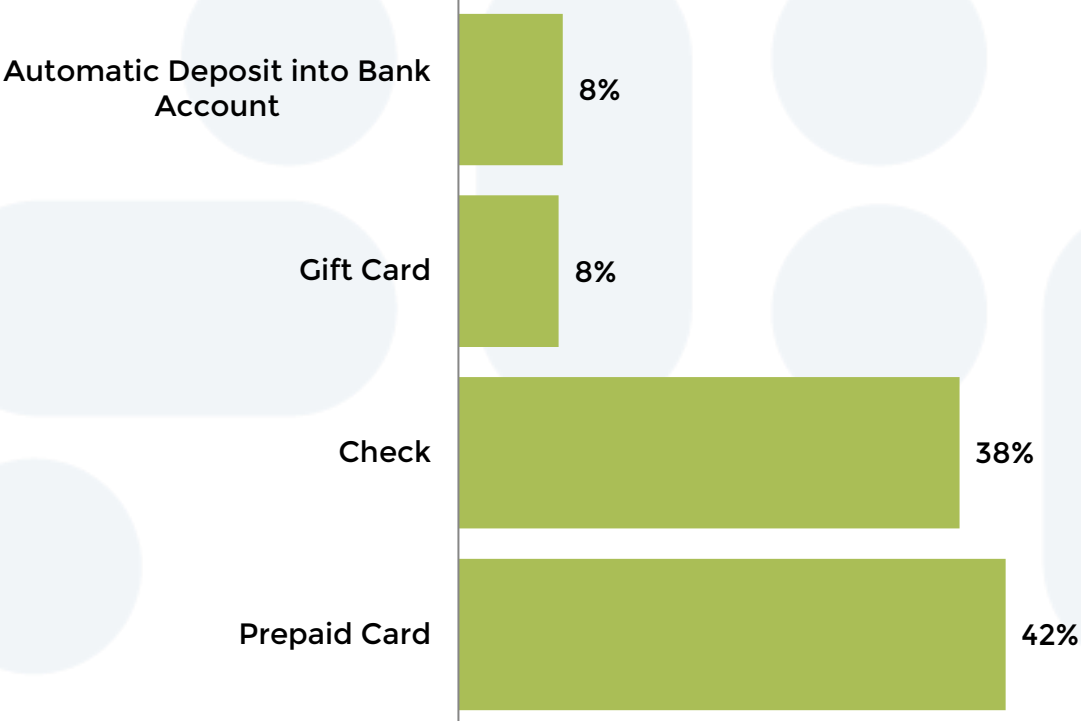 Automatic Deposit into Bank
Account
8%
Gift Card
8%
Check
38%
Prepaid Card
42%